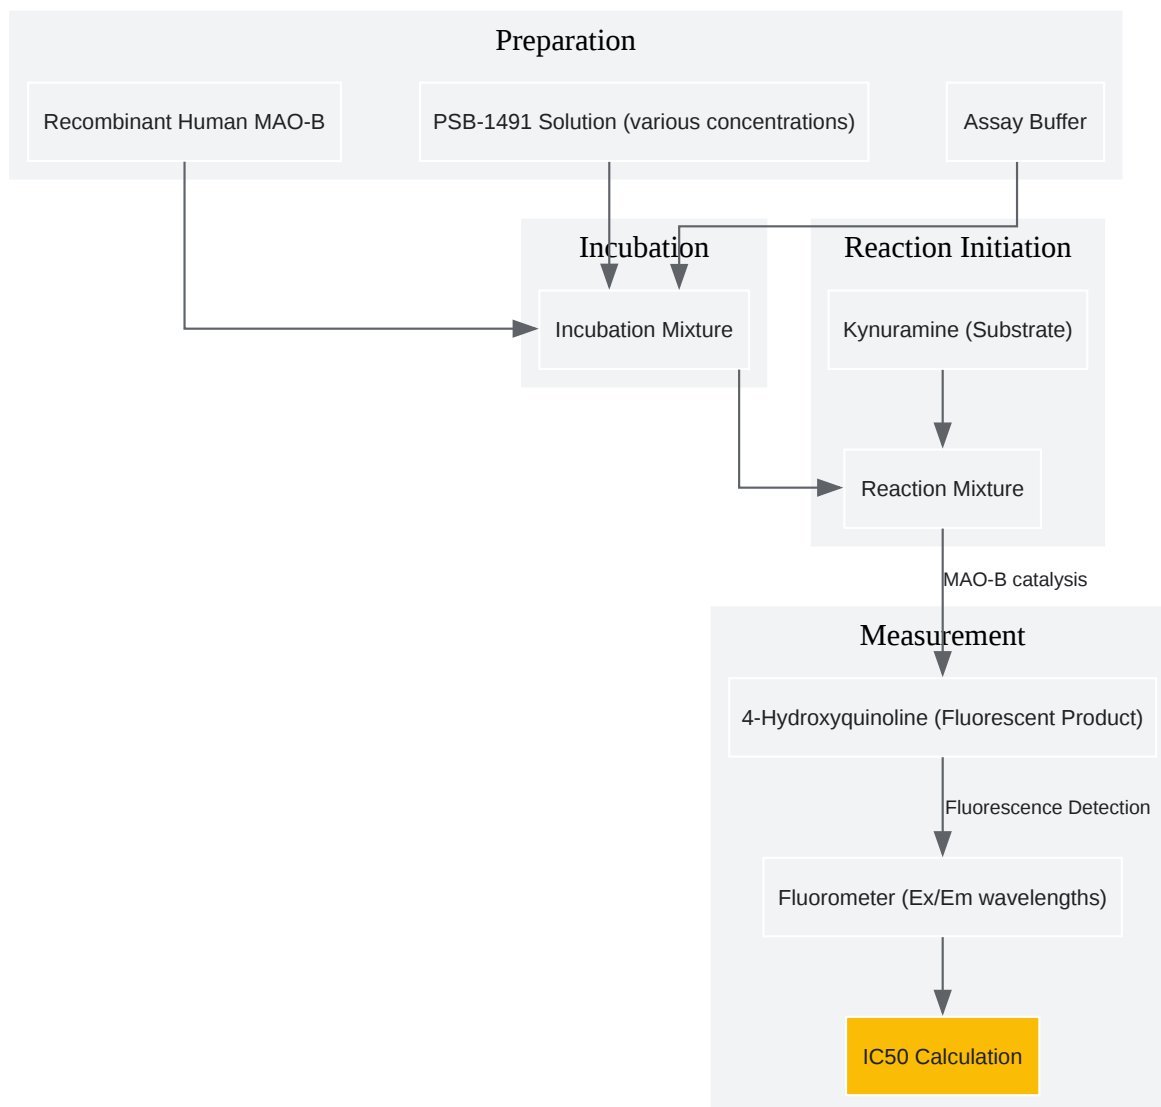 Preparation
Recombinant Human MAO-B
PSB-1491 Solution (various concentrations)
Assay Buffer
Incubation
Reaction Initiation
Incubation Mixture
Kynuramine (Substrate)
Reaction Mixture
MAO-B catalysis
Measurement
4-Hydroxyquinoline (Fluorescent Product)
Fluorescence Detection
Fluorometer (Ex/Em wavelengths)
IC50 Calculation